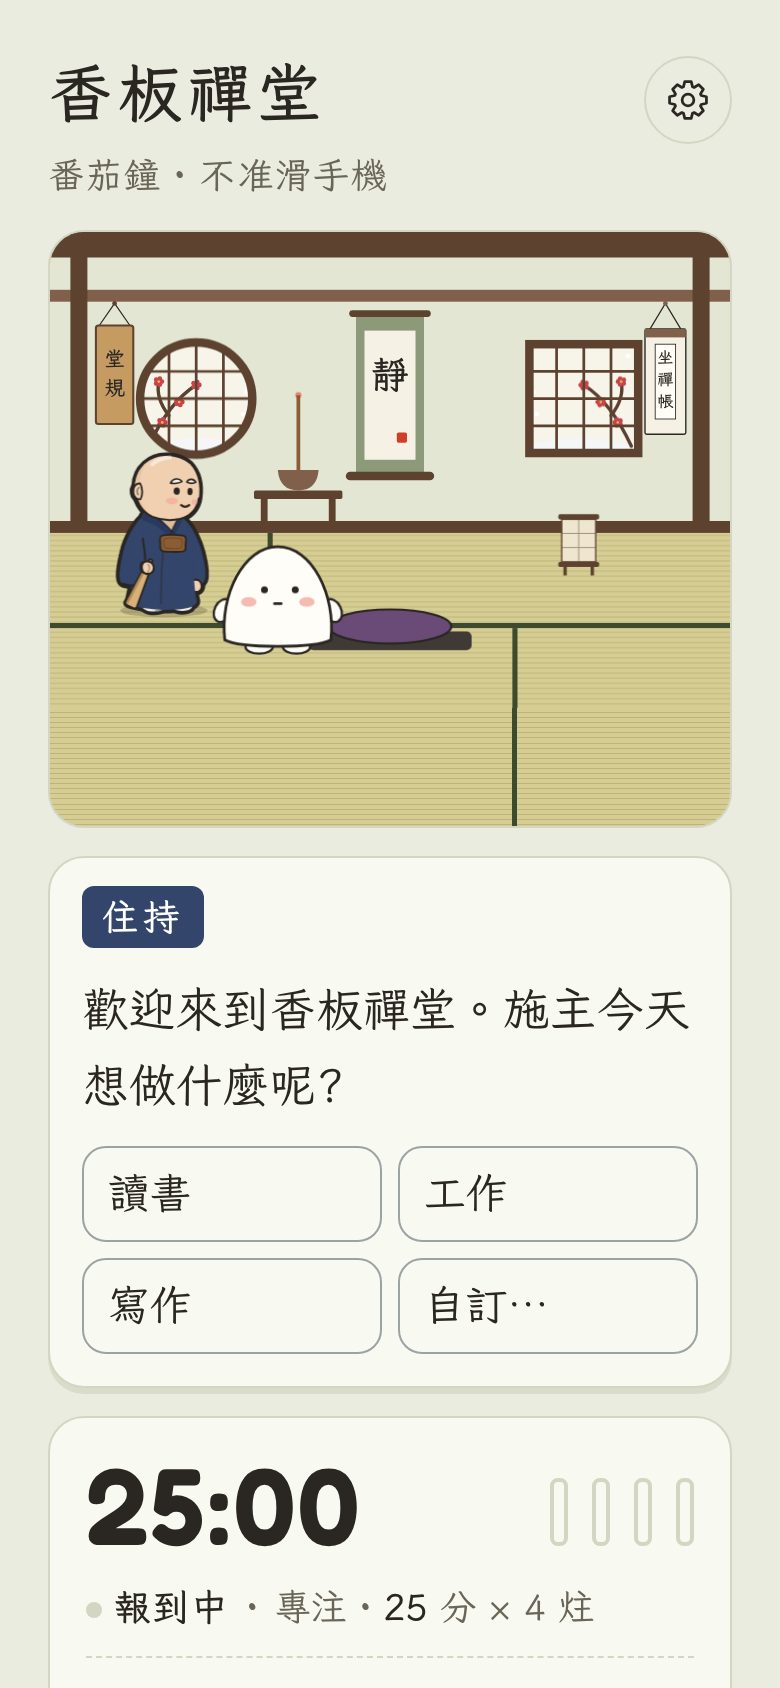 香板禪堂
番茄鐘・不准滑手機
堂規
靜
坐禪帳
住持
歡迎來到香板禪堂。施主今天
想做什麼呢?
讀書
工作
寫作
自訂⋯
25:00
報到中・專注・25 分 × 4 炷